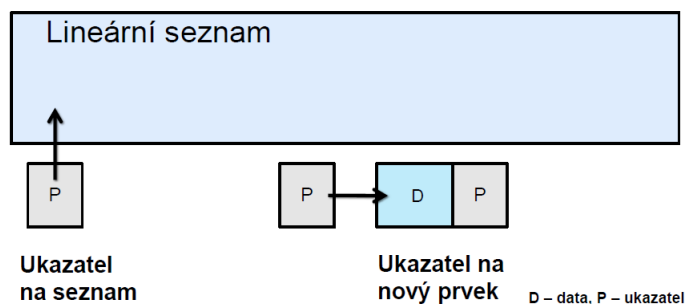 Lineární seznam
P
P
D
P
Ukazatel
na seznam
Ukazatel na
nový prvek
D – data, P – ukazatel